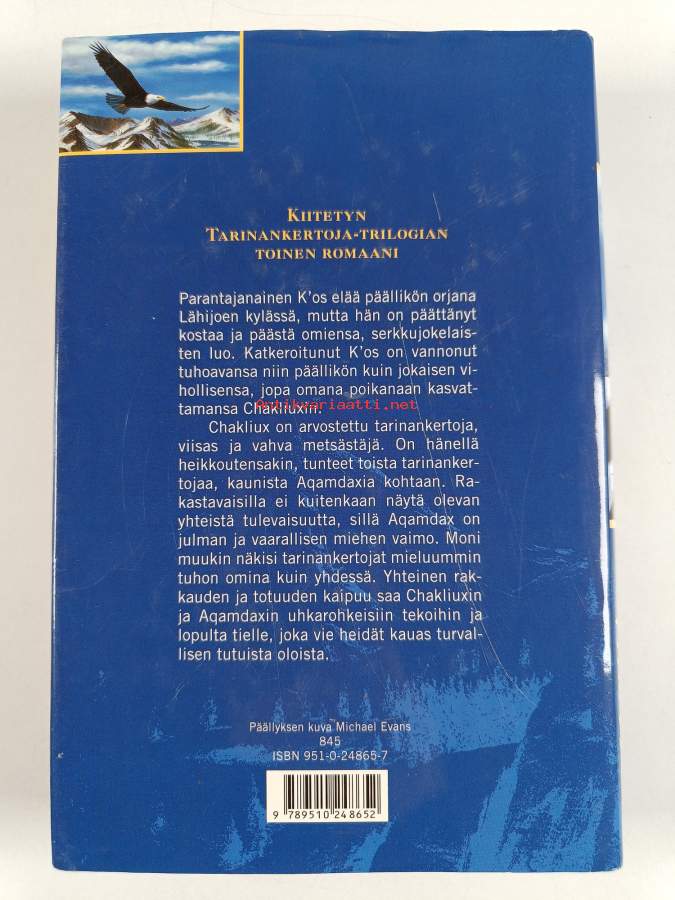 KIITETYN
TARINANKERTOJA-TRILOGIAN
TOINEN ROMAANI
Parantajanainen K'os elää päällikön orjana
Lähijoen kylässä, mutta hän on päättänyt
kostaa ja päästä omiensa, serkkujokelais-
ten luo. Katkeroitunut K'os on vannonut
tuhoavansa niin päällikön kuin jokaisen vi-
hollisensa, jopa omana poikanaan kasvat-
tamansa Chakliuxin.
Antikvariaatti.net
Chakliux on arvostettu tarinankertoja,
viisas ja vahva metsästäjä. On hänellä
heikkoutensakin, tunteet toista tarinanker-
tojaa, kaunista Aqamdaxia kohtaan. Ra-
kastavaisilla ei kuitenkaan näytä olevan
yhteistä tulevaisuutta, sillä Aqamdax on
julman ja vaarallisen miehen vaimo. Moni
muukin näkisi tarinankertojat mieluummin
tuhon omina kuin yhdessä. Yhteinen rak-
kauden ja totuuden kaipuu saa Chakliuxin
ja Aqamdaxin uhkarohkeisiin tekoihin ja
lopulta tielle, joka vie heidät kauas turval-
lisen tutuista oloista.
Päällyksen kuva Michael Evans
845
ISBN 951-0-24865-7
9 789510 248652